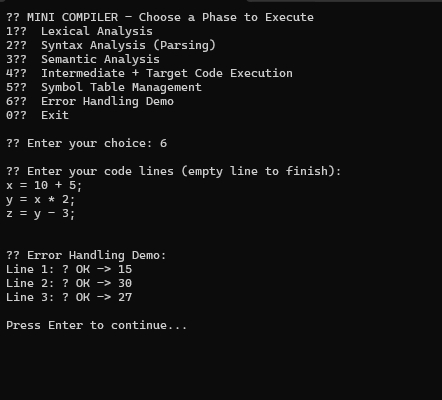 ?? MINI COMPILER - Choose a Phase to Execute
1??  Lexical Analysis
2??  Syntax Analysis (Parsing)
3??  Semantic Analysis
4??  Intermediate + Target Code Execution
5??  Symbol Table Management
6??  Error Handling Demo
0??  Exit
?? Enter your choice: 6
?? Enter your code lines (empty line to finish):
x = 10 + 5;
y = x * 2;
z = y - 3;
?? Error Handling Demo:
Line 1: ? OK -> 15
Line 2: ? OK -> 30
Line 3: ? OK -> 27
Press Enter to continue...